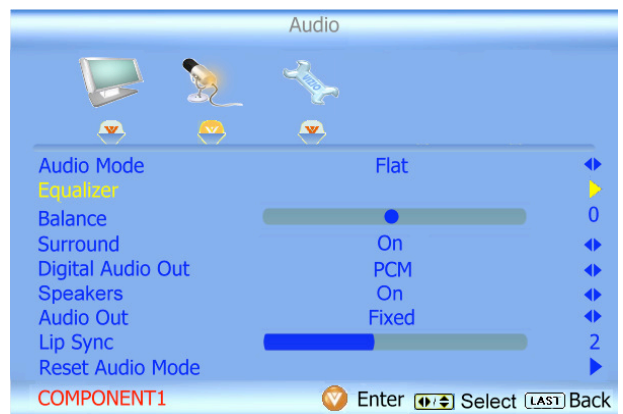 Audio
VIZIO
Audio Mode Flat
Equalizer
Balance 0
Surround On
Digital Audio Out PCM
Speakers On
Audio Out Fixed
Lip Sync 2
Reset Audio Mode
COMPONENT1 Enter Select LAST Back